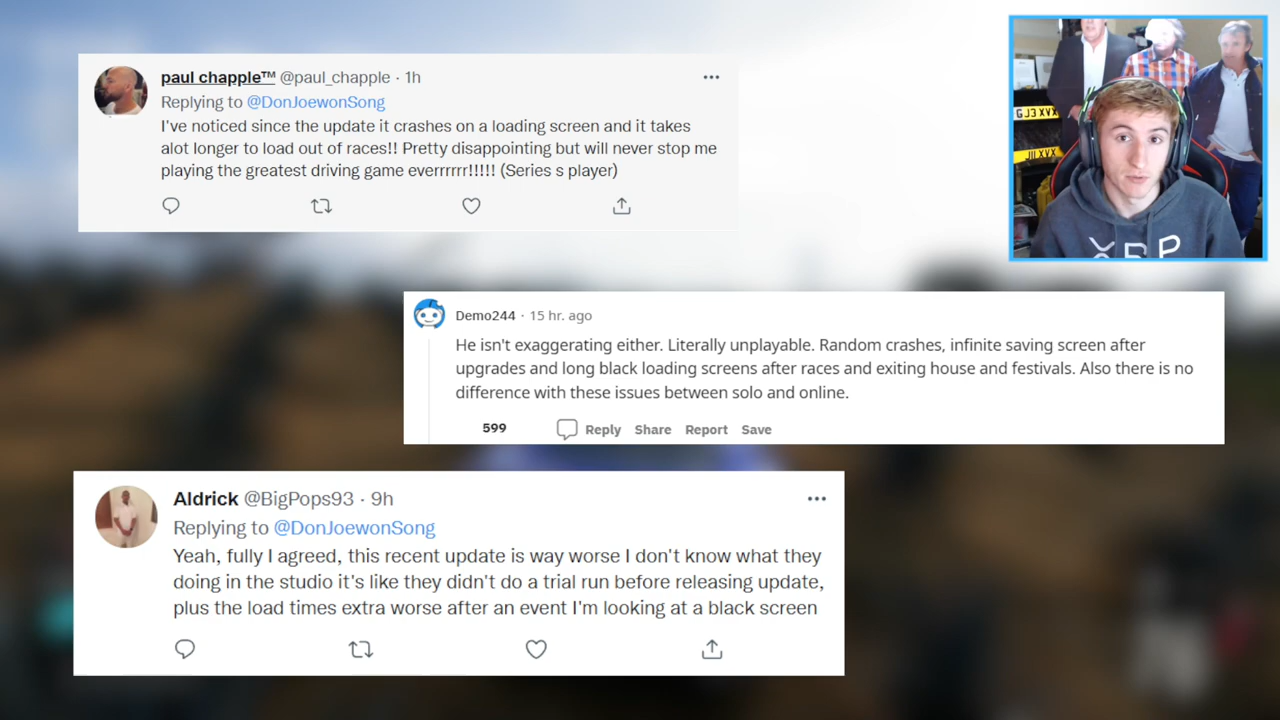 paul chapple™ @paul_chapple · 1h
Replying to @DonJoewonSong
I've noticed since the update it crashes on a loading screen and it takes
alot longer to load out of races!! Pretty disappointing but will never stop me
playing the greatest driving game everrrrrr!!!!! (Series s player)
GJ3 XVX
J11 XVX
XRP
Demo244 · 15 hr. ago
He isn't exaggerating either. Literally unplayable. Random crashes, infinite saving screen after
upgrades and long black loading screens after races and exiting house and festivals. Also there is no
difference with these issues between solo and online.
599 Reply Share Report Save
Aldrick @BigPops93 · 9h
Replying to @DonJoewonSong
Yeah, fully I agreed, this recent update is way worse I don't know what they
doing in the studio it's like they didn't do a trial run before releasing update,
plus the load times extra worse after an event I'm looking at a black screen